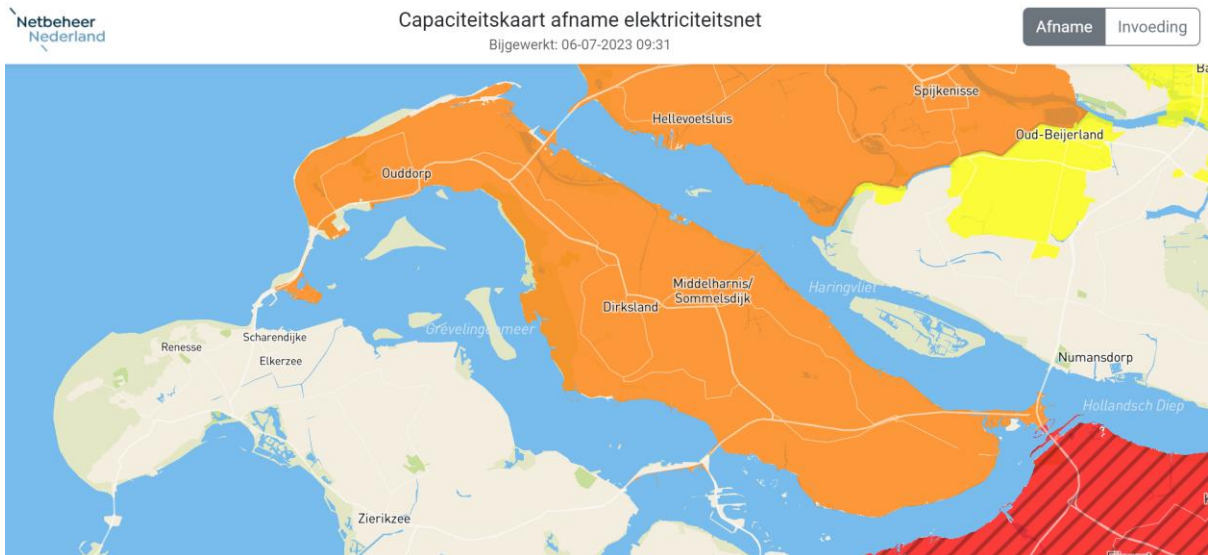 Netbeheer
Nederland
Capaciteitskaart afname elektriciteitsnet
Bijgewerkt: 06-07-2023 09:31
Afname
Invoeding
Spijkenisse
Hellevoetsluis
Oud-Beijerland
Ouddorp
Middelharnis/
Sommelsdijk
Haringvliet
Dirksland
Grevelingenmeer
Scharendijke
Renesse
Elkerzee
Numansdorp
Hollandsch Diep
Zierikzee